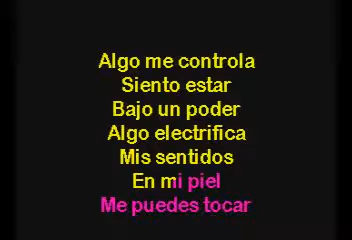 Algo me controla
Siento estar
Bajo un poder
Algo electrifica
Mis sentidos
En mi piel
Me puedes tocar